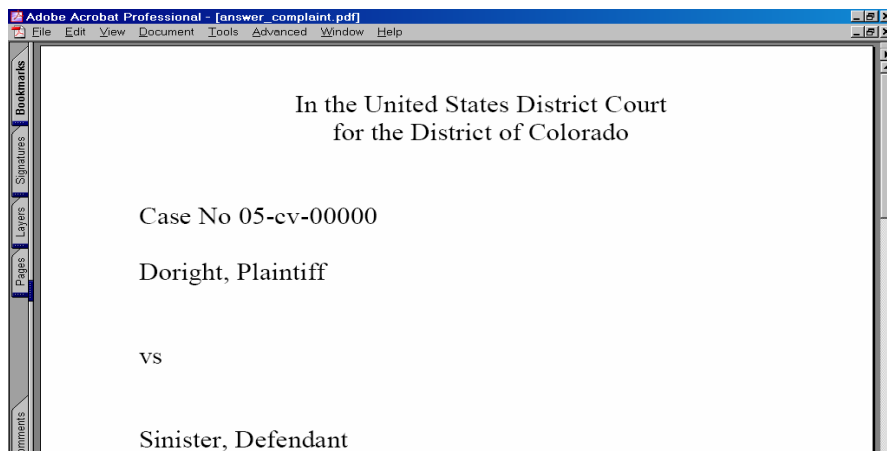 Adobe Acrobat Professional - [answer_complaint.pdf]
File Edit View Document Tools Advanced Window Help
Bookmarks
Signatures
Layers
Pages
In the United States District Court
for the District of Colorado
Case No 05-cv-00000
Doright, Plaintiff
vs
Sinister, Defendant